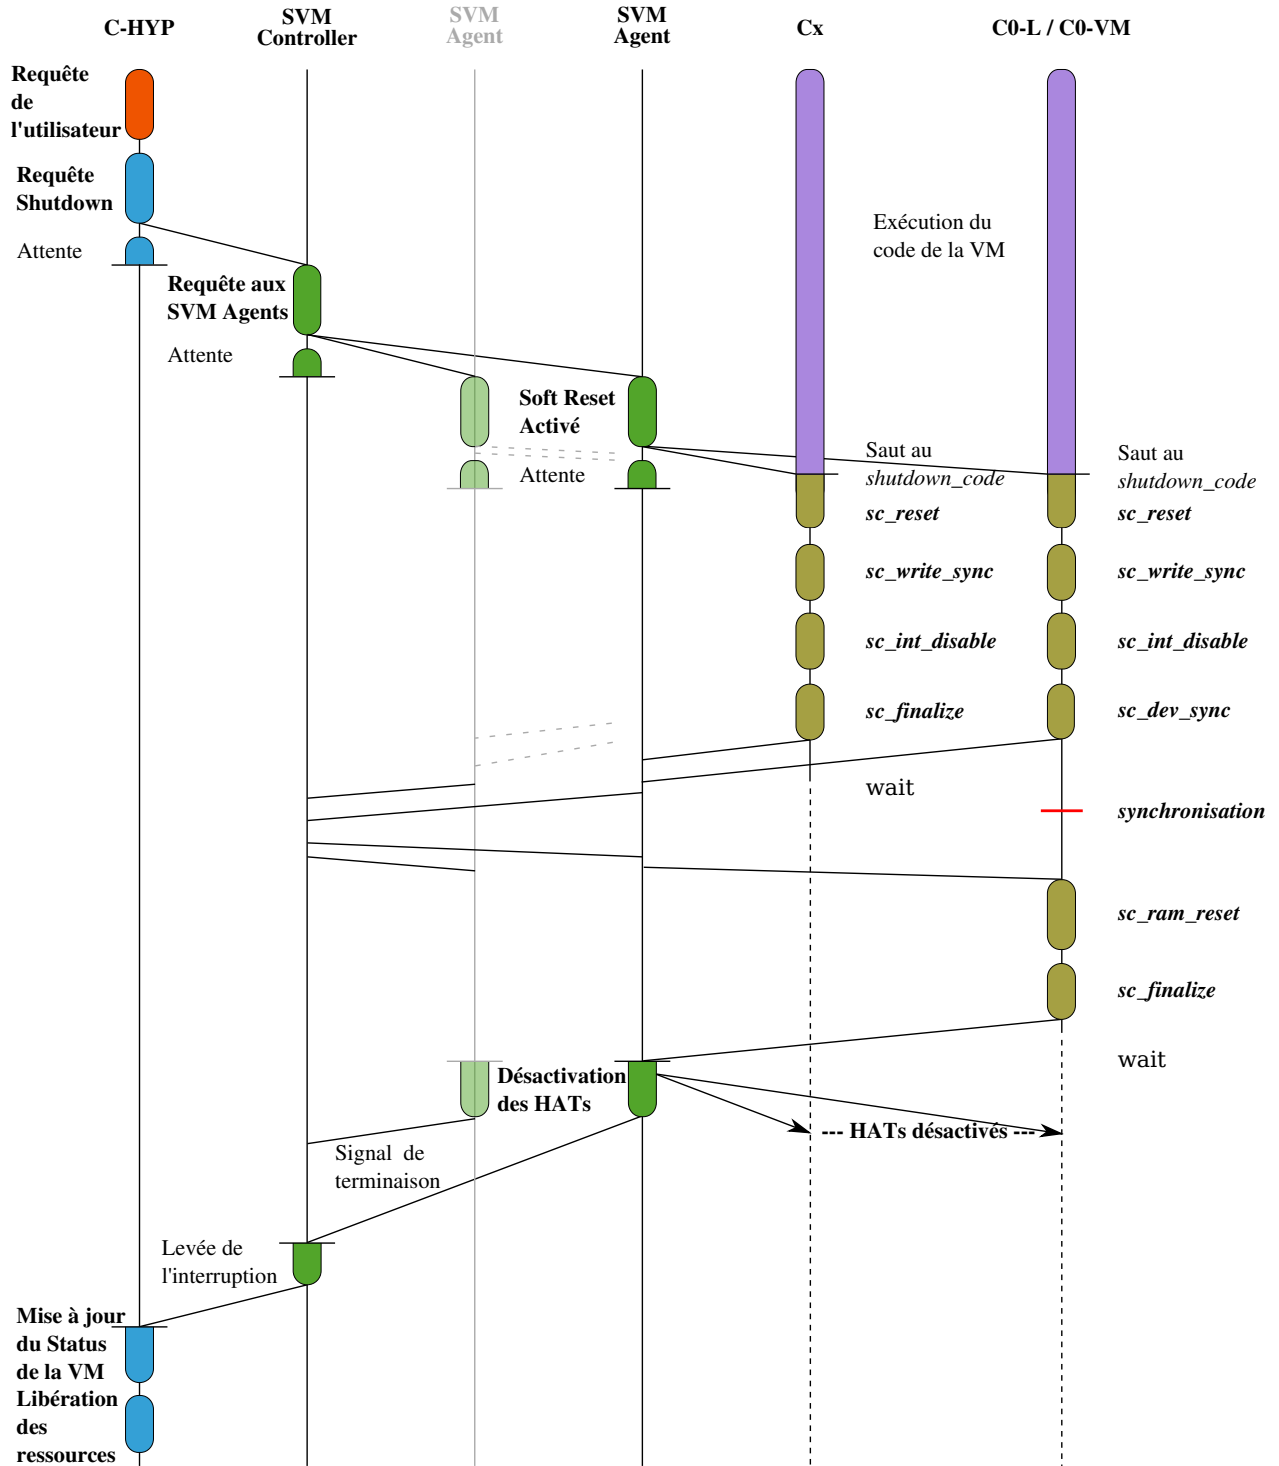 C-HYP
SVM
Controller
SVM
Agent
SVM
Agent
Cx
C0-L / C0-VM
Requête
de
l'utilisateur
Requête
Shutdown
Attente
Exécution du
code de la VM
Requête aux
SVM Agents
Attente
Soft Reset
Activé
Attente
Saut au
shutdown_code
Saut au
shutdown_code
sc_reset
sc_reset
sc_write_sync
sc_write_sync
sc_int_disable
sc_int_disable
sc_finalize
sc_dev_sync
wait
synchronisation
sc_ram_reset
sc_finalize
wait
Désactivation
des HATs
--- HATs désactivés ---
Signal de
terminaison
Levée de
l'interruption
Mise à jour
du Status
de la VM
Libération
des
ressources